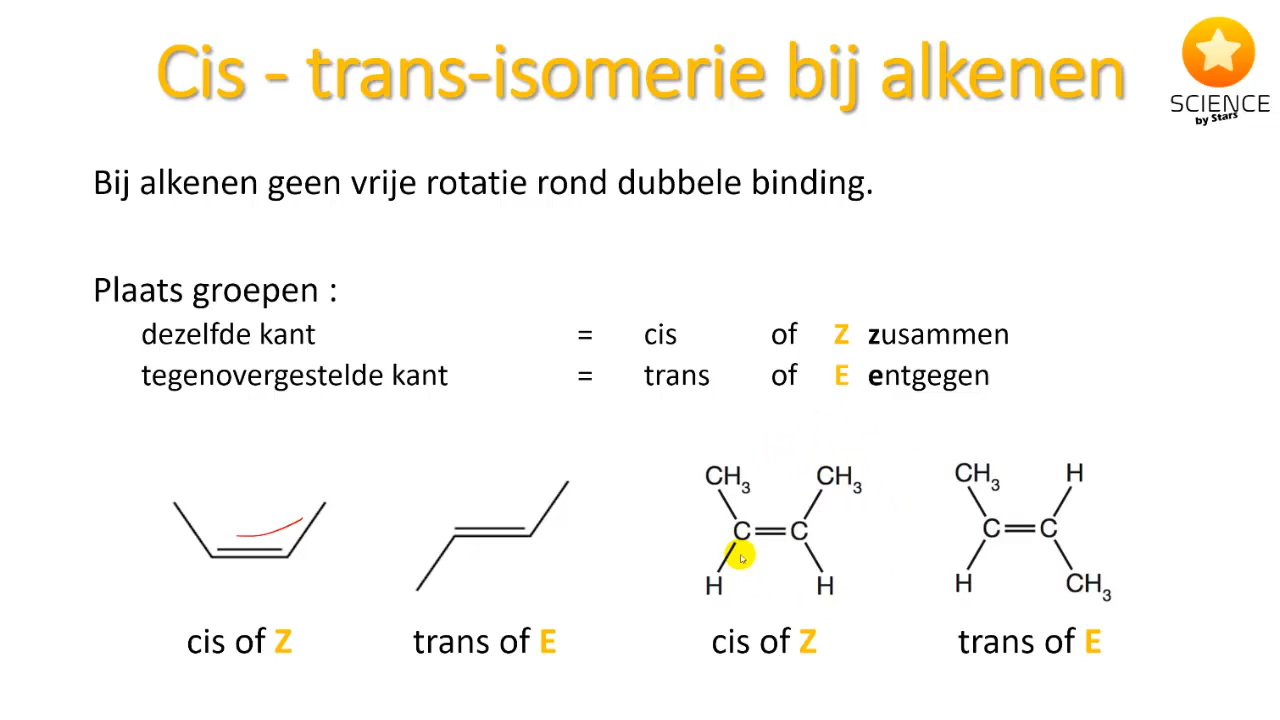 Cis - trans-isomerie bij alkenen
SCIENCE
by Stars
Bij alkenen geen vrije rotatie rond dubbele binding.
Plaats groepen :
dezelfde kant = cis of Z zusammen
tegenovergestelde kant = trans of E entgegen
CH3 CH3 CH3 H
C C C C
H H H CH3
cis of Z trans of E cis of Z trans of E